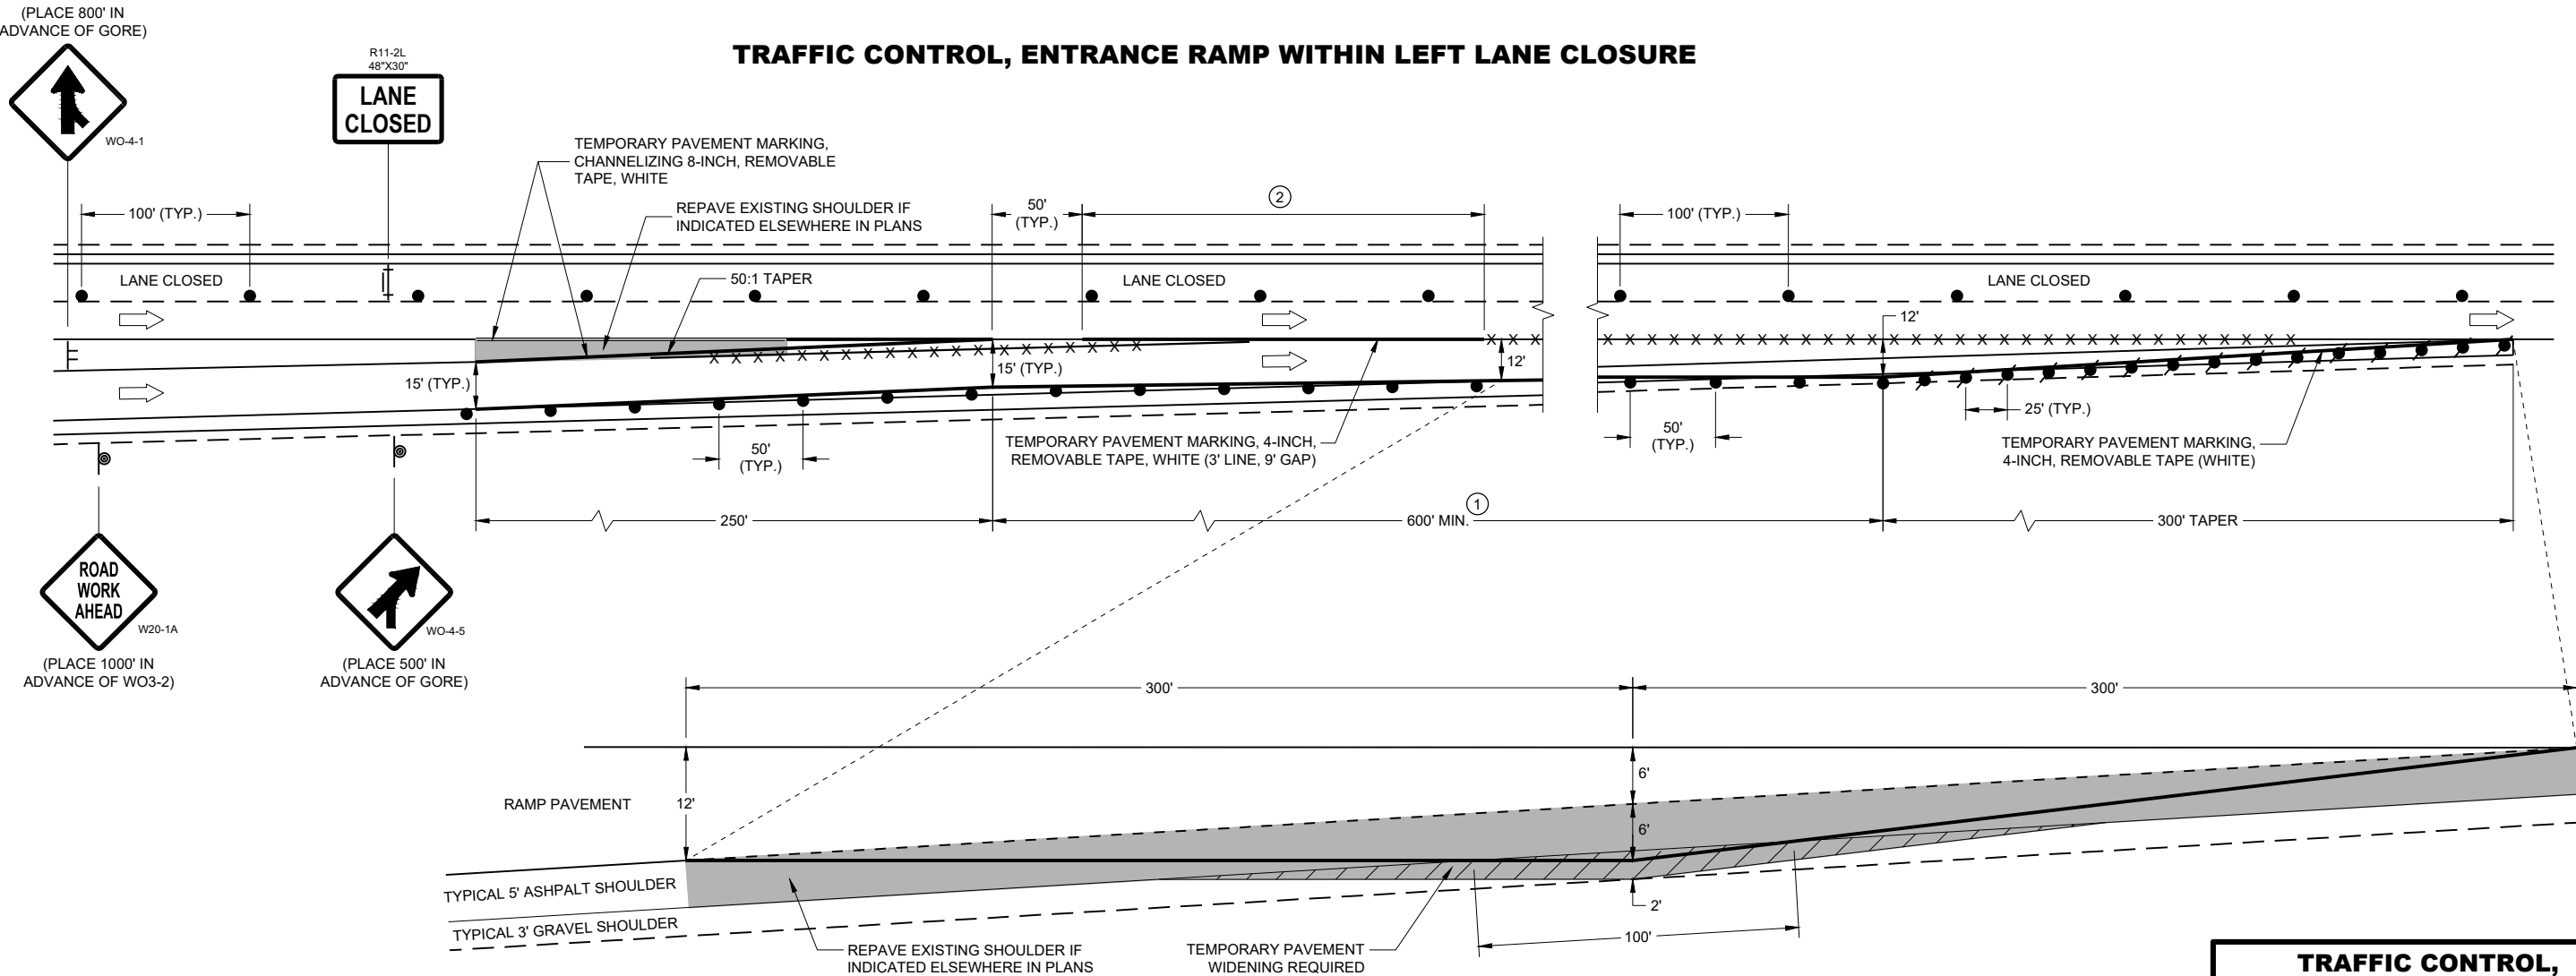 (PLACE 800' IN
ADVANCE OF GORE)
WO-4-1
R11-2L
48"X30"
LANE
CLOSED
TRAFFIC CONTROL, ENTRANCE RAMP WITHIN LEFT LANE CLOSURE
TEMPORARY PAVEMENT MARKING,
CHANNELIZING 8-INCH, REMOVABLE
TAPE, WHITE
REPAVE EXISTING SHOULDER IF
INDICATED ELSEWHERE IN PLANS
50:1 TAPER
100' (TYP.)
50'
(TYP.)
2
100' (TYP.)
LANE CLOSED
LANE CLOSED
LANE CLOSED
15' (TYP.)
15' (TYP.)
12'
12'
50'
(TYP.)
TEMPORARY PAVEMENT MARKING, 4-INCH,
REMOVABLE TAPE, WHITE (3' LINE, 9' GAP)
50'
(TYP.)
25' (TYP.)
TEMPORARY PAVEMENT MARKING,
4-INCH, REMOVABLE TAPE (WHITE)
250'
600' MIN.
1
300' TAPER
ROAD
WORK
AHEAD
W20-1A
(PLACE 1000' IN
ADVANCE OF WO3-2)
WO-4-5
(PLACE 500' IN
ADVANCE OF GORE)
300'
300'
RAMP PAVEMENT
12'
6'
6'
2'
100'
TYPICAL 5' ASHPALT SHOULDER
TYPICAL 3' GRAVEL SHOULDER
REPAVE EXISTING SHOULDER IF
INDICATED ELSEWHERE IN PLANS
TEMPORARY PAVEMENT
WIDENING REQUIRED
TRAFFIC CONTROL,